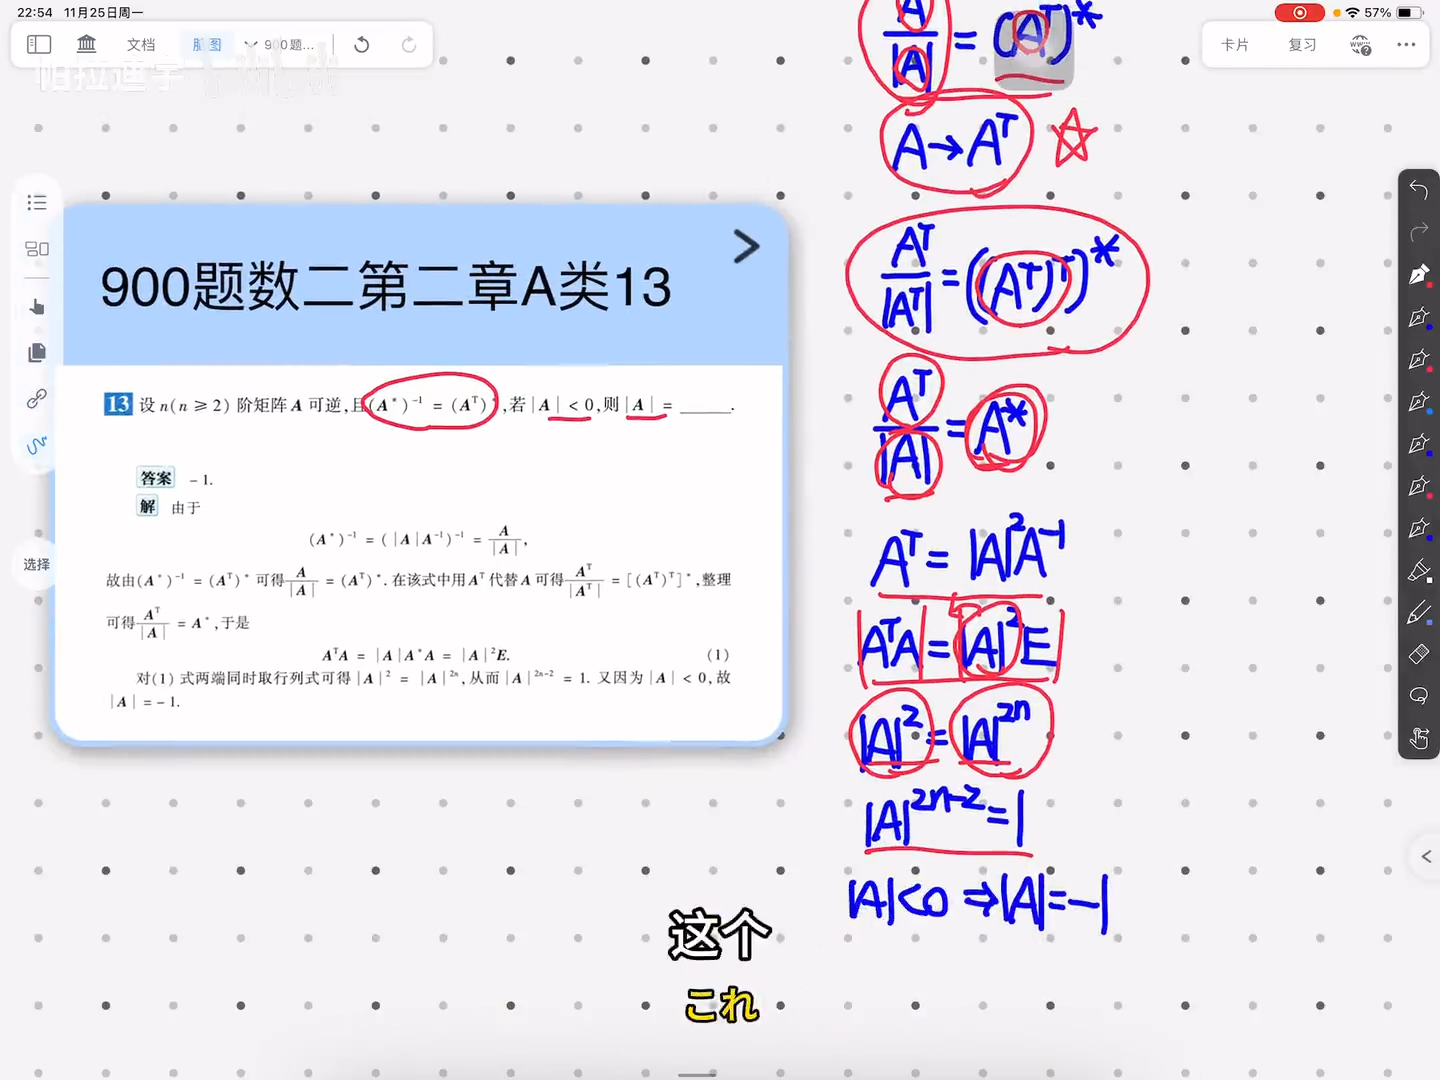 22:54 11月25日周一
57%
文档
脑图
900题...
卡片
复习
帕拉迪宇
A/|A| = (Aᵀ)*
A→Aᵀ ☆
900题数二第二章A类13
>
Aᵀ/|Aᵀ| = ((Aᵀ)ᵀ)*
13 设 n(n ≥ 2) 阶矩阵 A 可逆,且(A*)⁻¹ = (Aᵀ)*,若|A| < 0,则|A| = ______.
Aᵀ/|A| = A*
答案 -1.
解 由于
(A*)⁻¹ = (|A|A⁻¹)⁻¹ = A/|A|,
选择
故由(A*)⁻¹ = (Aᵀ)*可得A/|A| = (Aᵀ)*. 在该式中用Aᵀ代替A可得Aᵀ/|Aᵀ| = [(Aᵀ)ᵀ]*,整理
可得Aᵀ/|A| = A*,于是
AᵀA = |A|A*A = |A|²E. (1)
对(1) 式两端同时取行列式可得|A|² = |A|²ⁿ,从而|A|²ⁿ⁻² = 1. 又因为|A| < 0,故
|A| = -1.
Aᵀ = |A|²A⁻¹
|AᵀA| = ||A|²E|
|A|² = |A|²ⁿ
|A|²ⁿ⁻² = 1
|A|<0 ⇒ |A| = -1
这个
これ